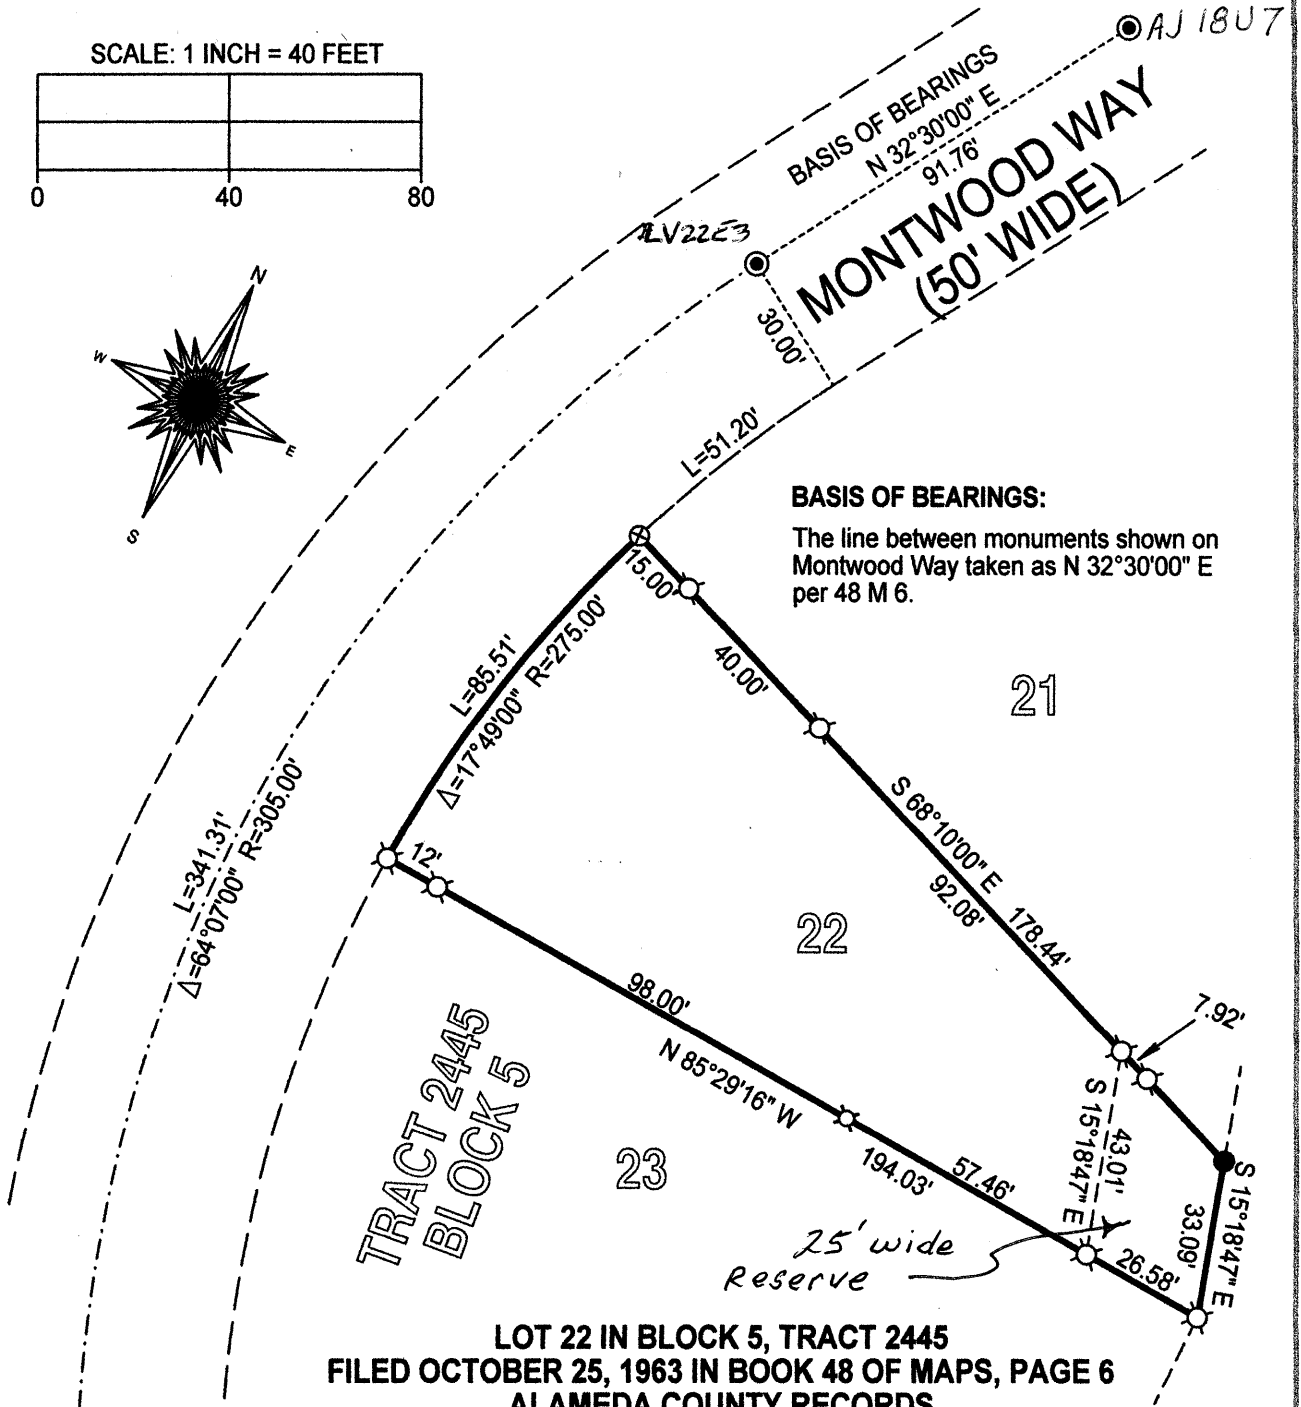 SCALE: 1 INCH = 40 FEET
0 40 80
AJ 18U7
BASIS OF BEARINGS
N 32°30'00" E
91.76'
MONTWOOD WAY
(50' WIDE)
LV22E3
30.00'
N
W
E
S
L=51.20'
BASIS OF BEARINGS:
The line between monuments shown on
Montwood Way taken as N 32°30'00" E
per 48 M 6.
15.00'
L=85.51'
Δ=17°49'00" R=275.00'
40.00'
21
L=341.31'
Δ=64°07'00" R=305.00'
12'
S 68°10'00" E
92.08'
178.44'
22
98.00'
N 85°29'16" W
7.92'
TRACT 2445
BLOCK 5
23
194.03'
57.46'
S 15°18'47" E
43.01'
S 15°18'47" E
33.09'
25' wide
Reserve
26.58'
LOT 22 IN BLOCK 5, TRACT 2445
FILED OCTOBER 25, 1963 IN BOOK 48 OF MAPS, PAGE 6
ALAMEDA COUNTY RECORDS